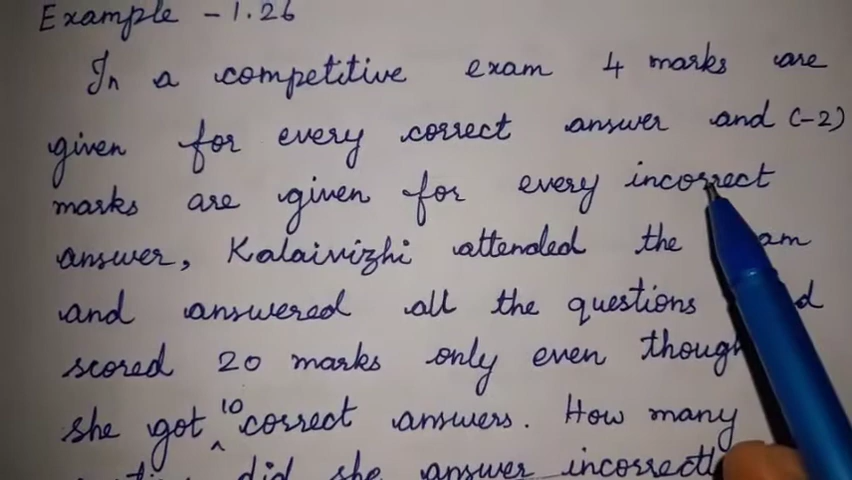 Example - 1.26
In a competitive exam 4 marks are
given for every correct answer and (-2)
marks are given for every incorrect
answer, Kalaivizhi attended the
and answered all the questions
scored 20 marks only even though
she got 10 correct answers. How many
did she answer incorrectly